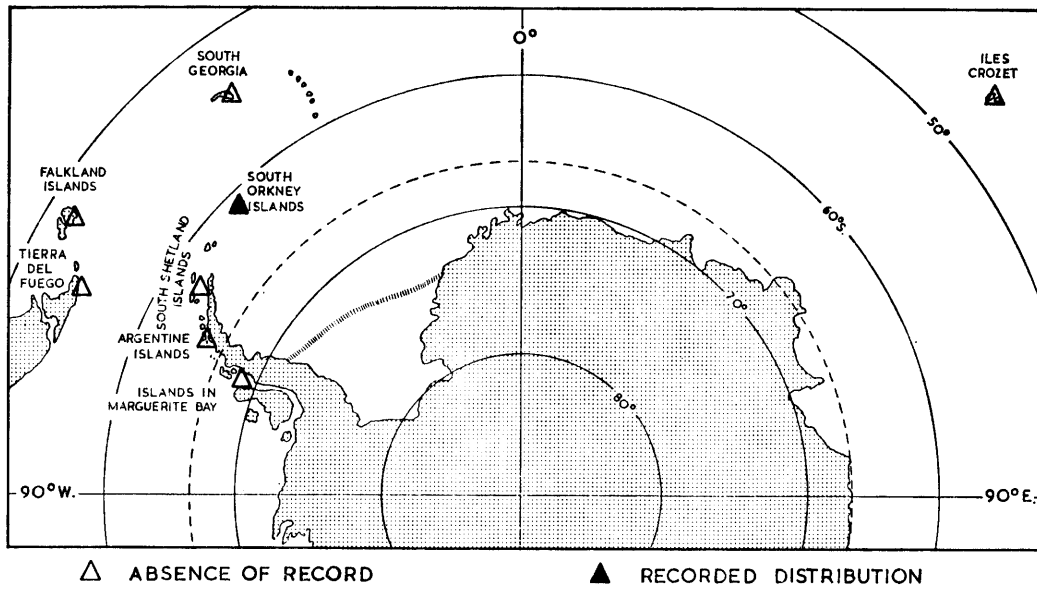 0°
SOUTH
GEORGIA
ILES
CROZET
50°
FALKLAND
ISLANDS
SOUTH
ORKNEY
ISLANDS
60°S.
TIERRA
DEL
FUEGO
SOUTH SHETLAND
ISLANDS
70°
ARGENTINE
ISLANDS
ISLANDS IN
MARGUERITE BAY
80°
90°W.
90°E.
ABSENCE OF RECORD
RECORDED DISTRIBUTION